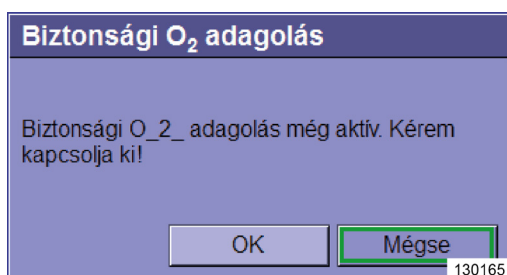 Biztonsági O₂ adagolás
Biztonsági O_2_ adagolás még aktív. Kérem
kapcsolja ki!
OK
Mégse
130165